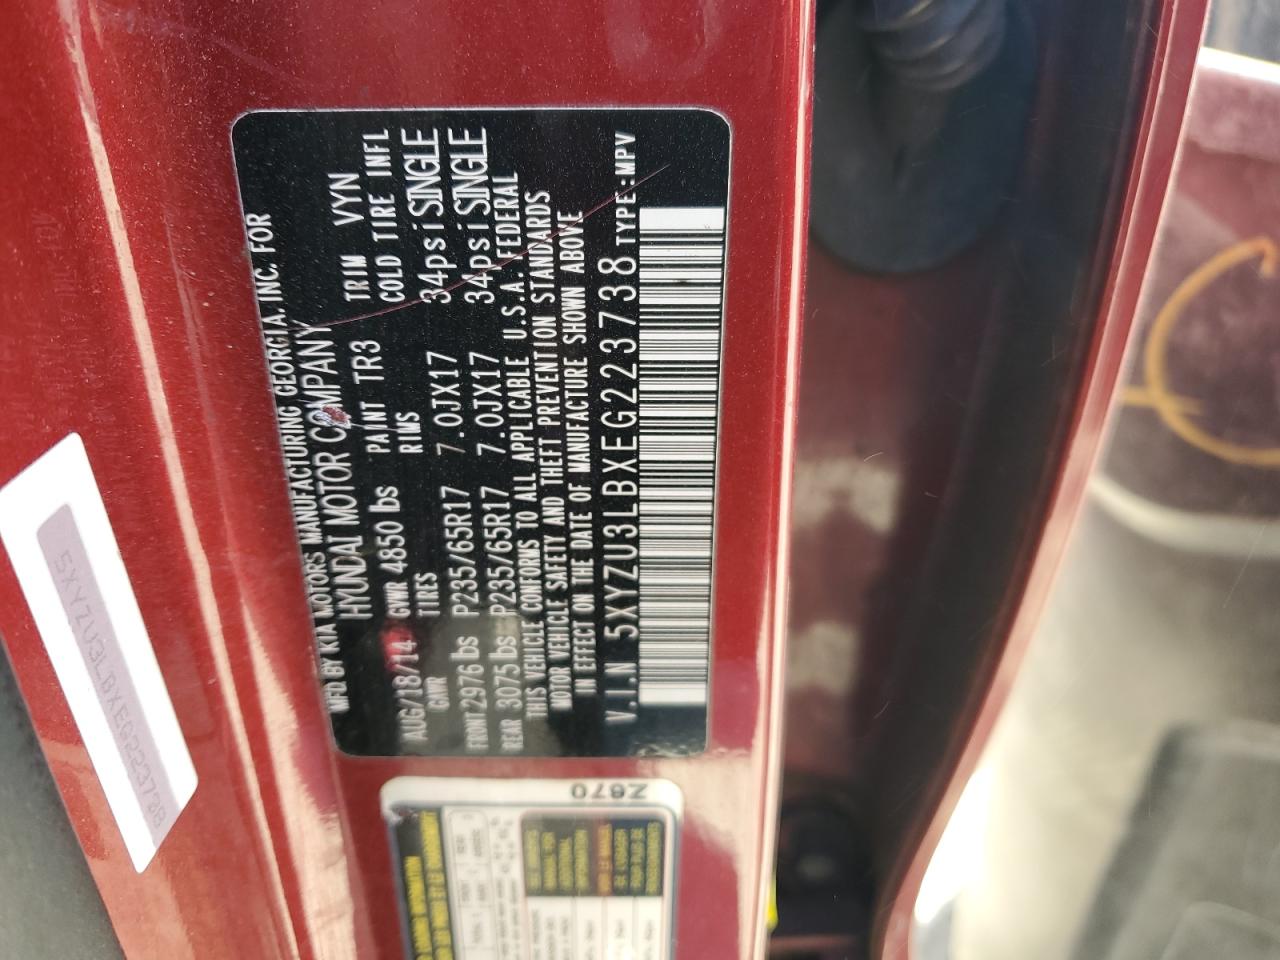 MFD BY KIA MOTORS MANUFACTURING GEORGIA, INC. FOR
HYUNDAI MOTOR COMPANY
AUG/18/14 GVWR 4850 lbs PAINT TR3 TRIM VYN
GWR TIRES RIMS COLD TIRE INFL
FRONT 2976 lbs P235/65R17 7.0JX17 34psi SINGLE
REAR 3075 lbs P235/65R17 7.0JX17 34psi SINGLE
THIS VEHICLE CONFORMS TO ALL APPLICABLE U.S.A. FEDERAL
MOTOR VEHICLE SAFETY AND THEFT PREVENTION STANDARDS
IN EFFECT ON THE DATE OF MANUFACTURE SHOWN ABOVE
V.I.N 5XYZU3LBXEG223738 TYPE:MPV
5XYZU3LBXEG223738
Z670